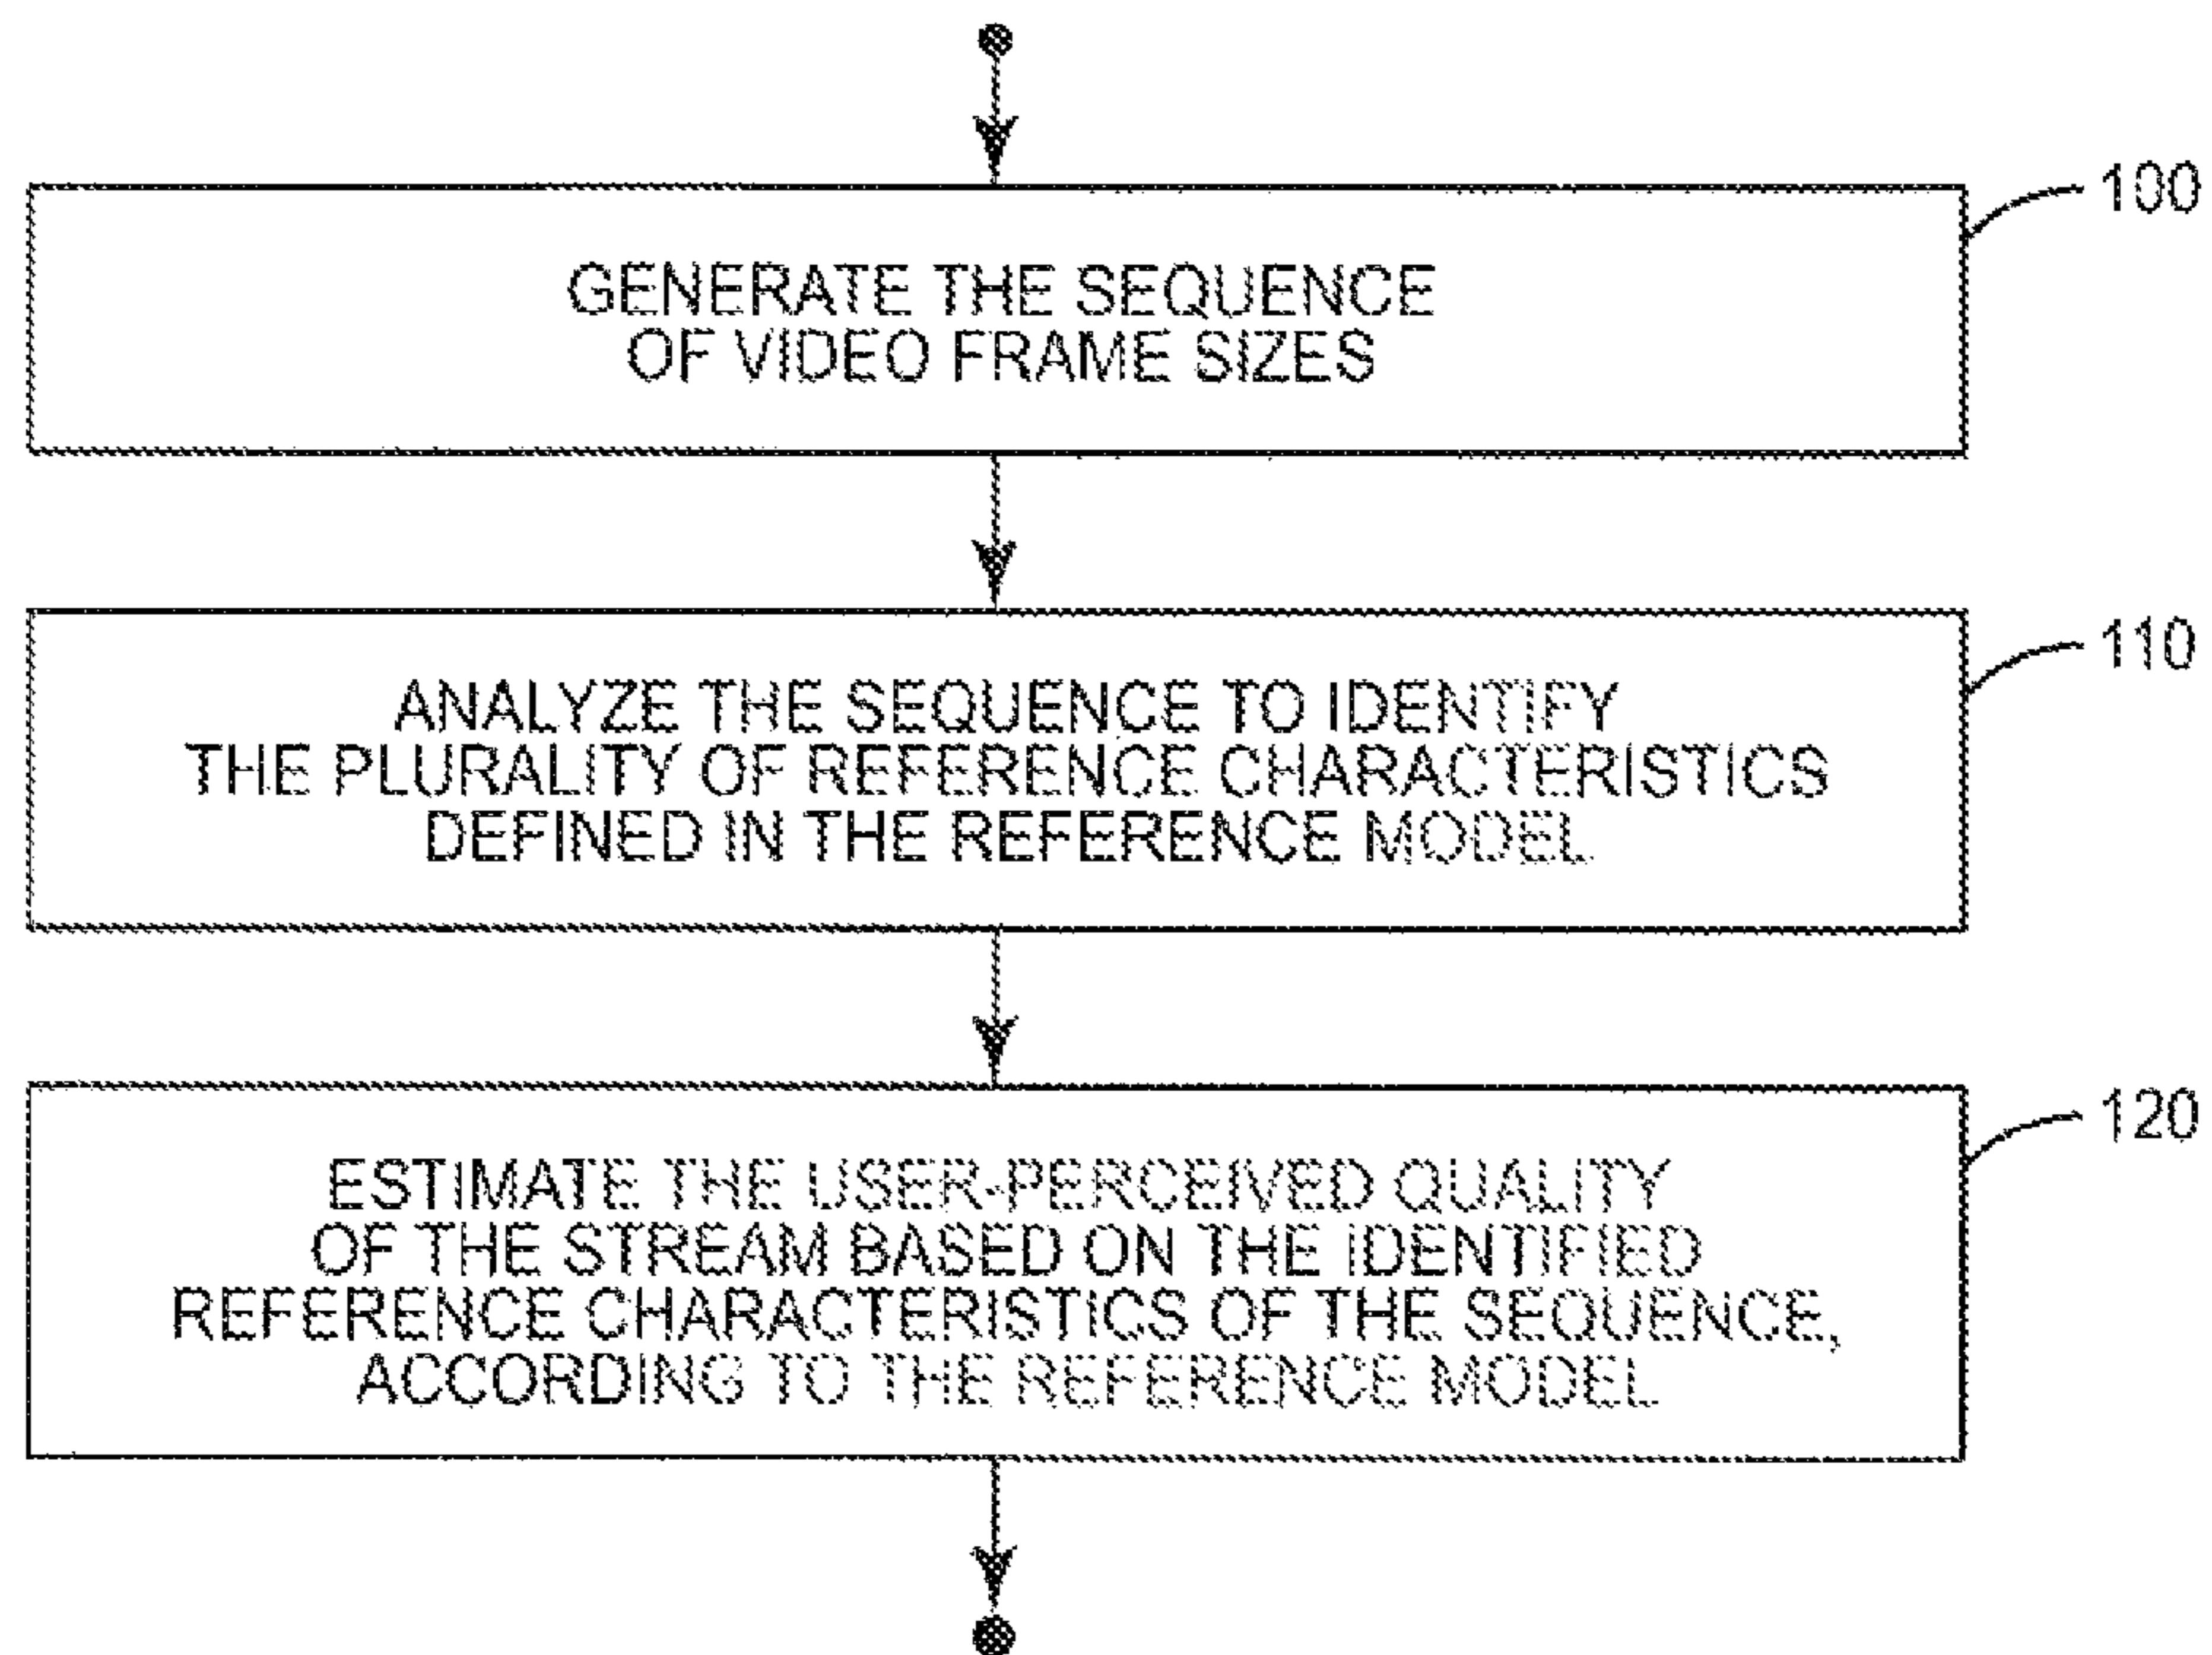 100
GENERATE THE SEQUENCE
OF VIDEO FRAME SIZES
110
ANALYZE THE SEQUENCE TO IDENTIFY
THE PLURALITY OF REFERENCE CHARACTERISTICS
DEFINED IN THE REFERENCE MODEL
120
ESTIMATE THE USER-PERCEIVED QUALITY
OF THE STREAM BASED ON THE IDENTIFIED
REFERENCE CHARACTERISTICS OF THE SEQUENCE,
ACCORDING TO THE REFERENCE MODEL